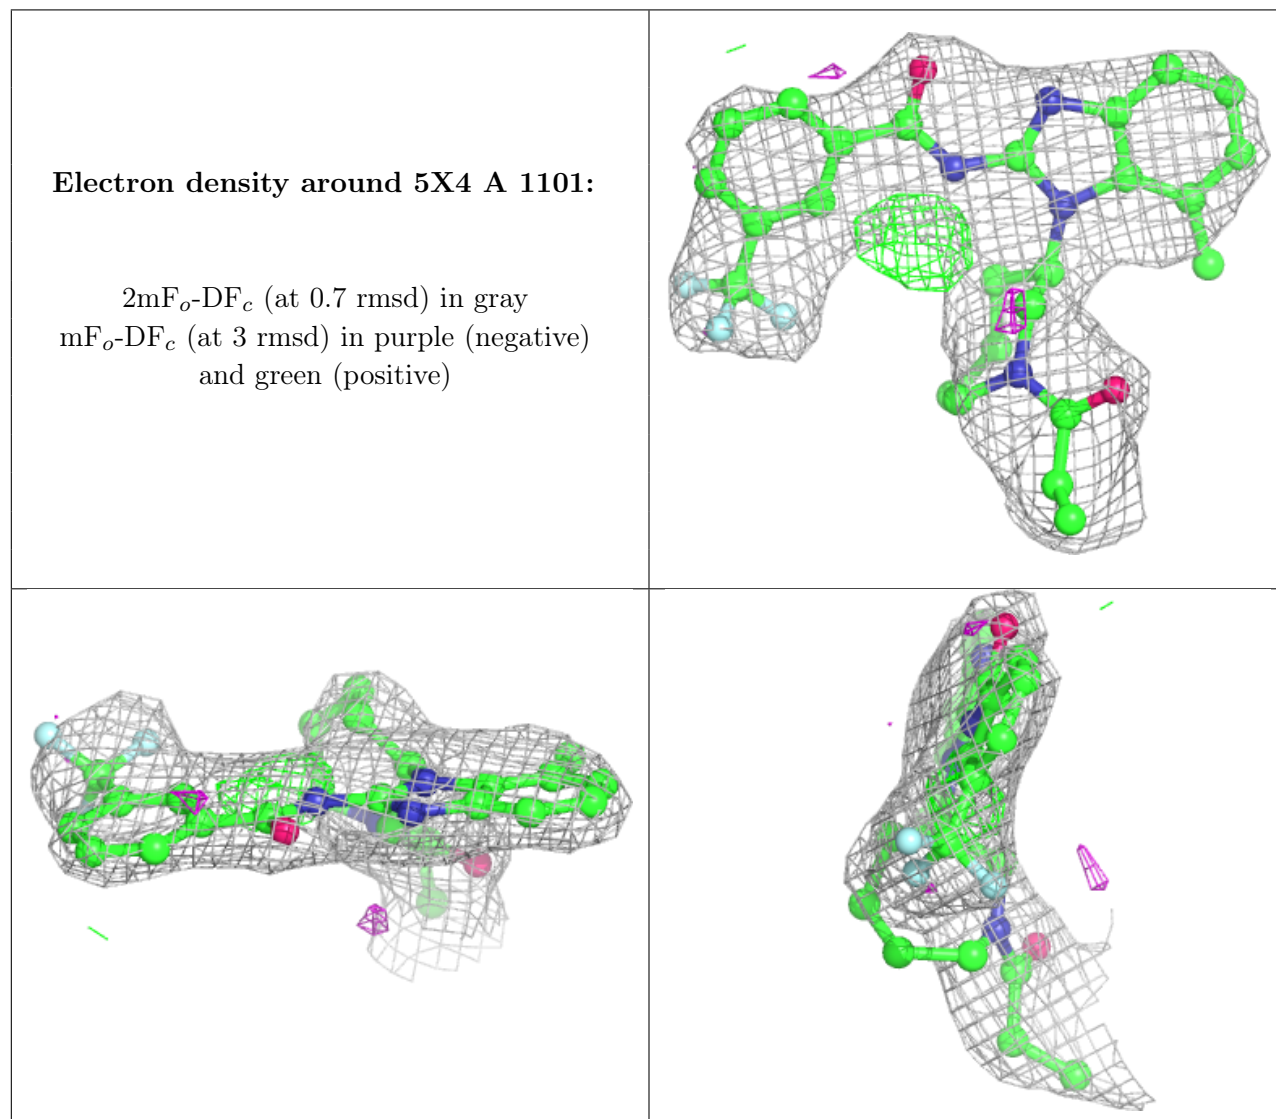 Electron density around 5X4 A 1101:
2mFo-DFc (at 0.7 rmsd) in gray
mFo-DFc (at 3 rmsd) in purple (negative)
and green (positive)